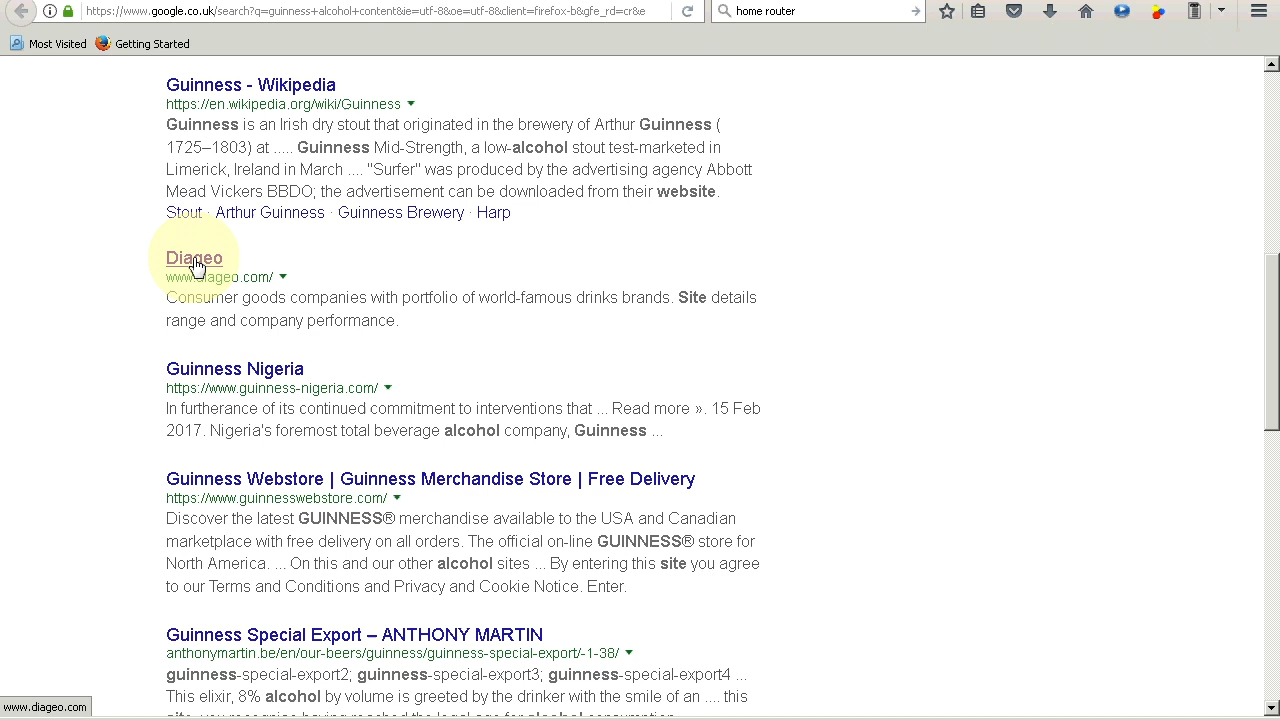 https://www.google.co.uk/search?q=guinness+alcohol+content&ie=utf-8&oe=utf-8&client=firefox-b&gfe_rd=cr&e
home router
Most Visited
Getting Started
Guinness - Wikipedia
https://en.wikipedia.org/wiki/Guinness
Guinness is an Irish dry stout that originated in the brewery of Arthur Guinness (
1725–1803) at ..... Guinness Mid-Strength, a low-alcohol stout test-marketed in
Limerick, Ireland in March .... "Surfer" was produced by the advertising agency Abbott
Mead Vickers BBDO; the advertisement can be downloaded from their website.
Stout · Arthur Guinness · Guinness Brewery · Harp
Diageo
www.diageo.com/
Consumer goods companies with portfolio of world-famous drinks brands. Site details
range and company performance.
Guinness Nigeria
https://www.guinness-nigeria.com/
In furtherance of its continued commitment to interventions that ... Read more ». 15 Feb
2017. Nigeria's foremost total beverage alcohol company, Guinness ...
Guinness Webstore | Guinness Merchandise Store | Free Delivery
https://www.guinnesswebstore.com/
Discover the latest GUINNESS® merchandise available to the USA and Canadian
marketplace with free delivery on all orders. The official on-line GUINNESS® store for
North America. ... On this and our other alcohol sites ... By entering this site you agree
to our Terms and Conditions and Privacy and Cookie Notice. Enter.
Guinness Special Export – ANTHONY MARTIN
anthonymartin.be/en/our-beers/guinness/guinness-special-export/-1-38/
guinness-special-export2; guinness-special-export3; guinness-special-export4 ...
This elixir, 8% alcohol by volume is greeted by the drinker with the smile of an .... this
site, you recognise having reached the legal age for alcohol consumption.
www.diageo.com